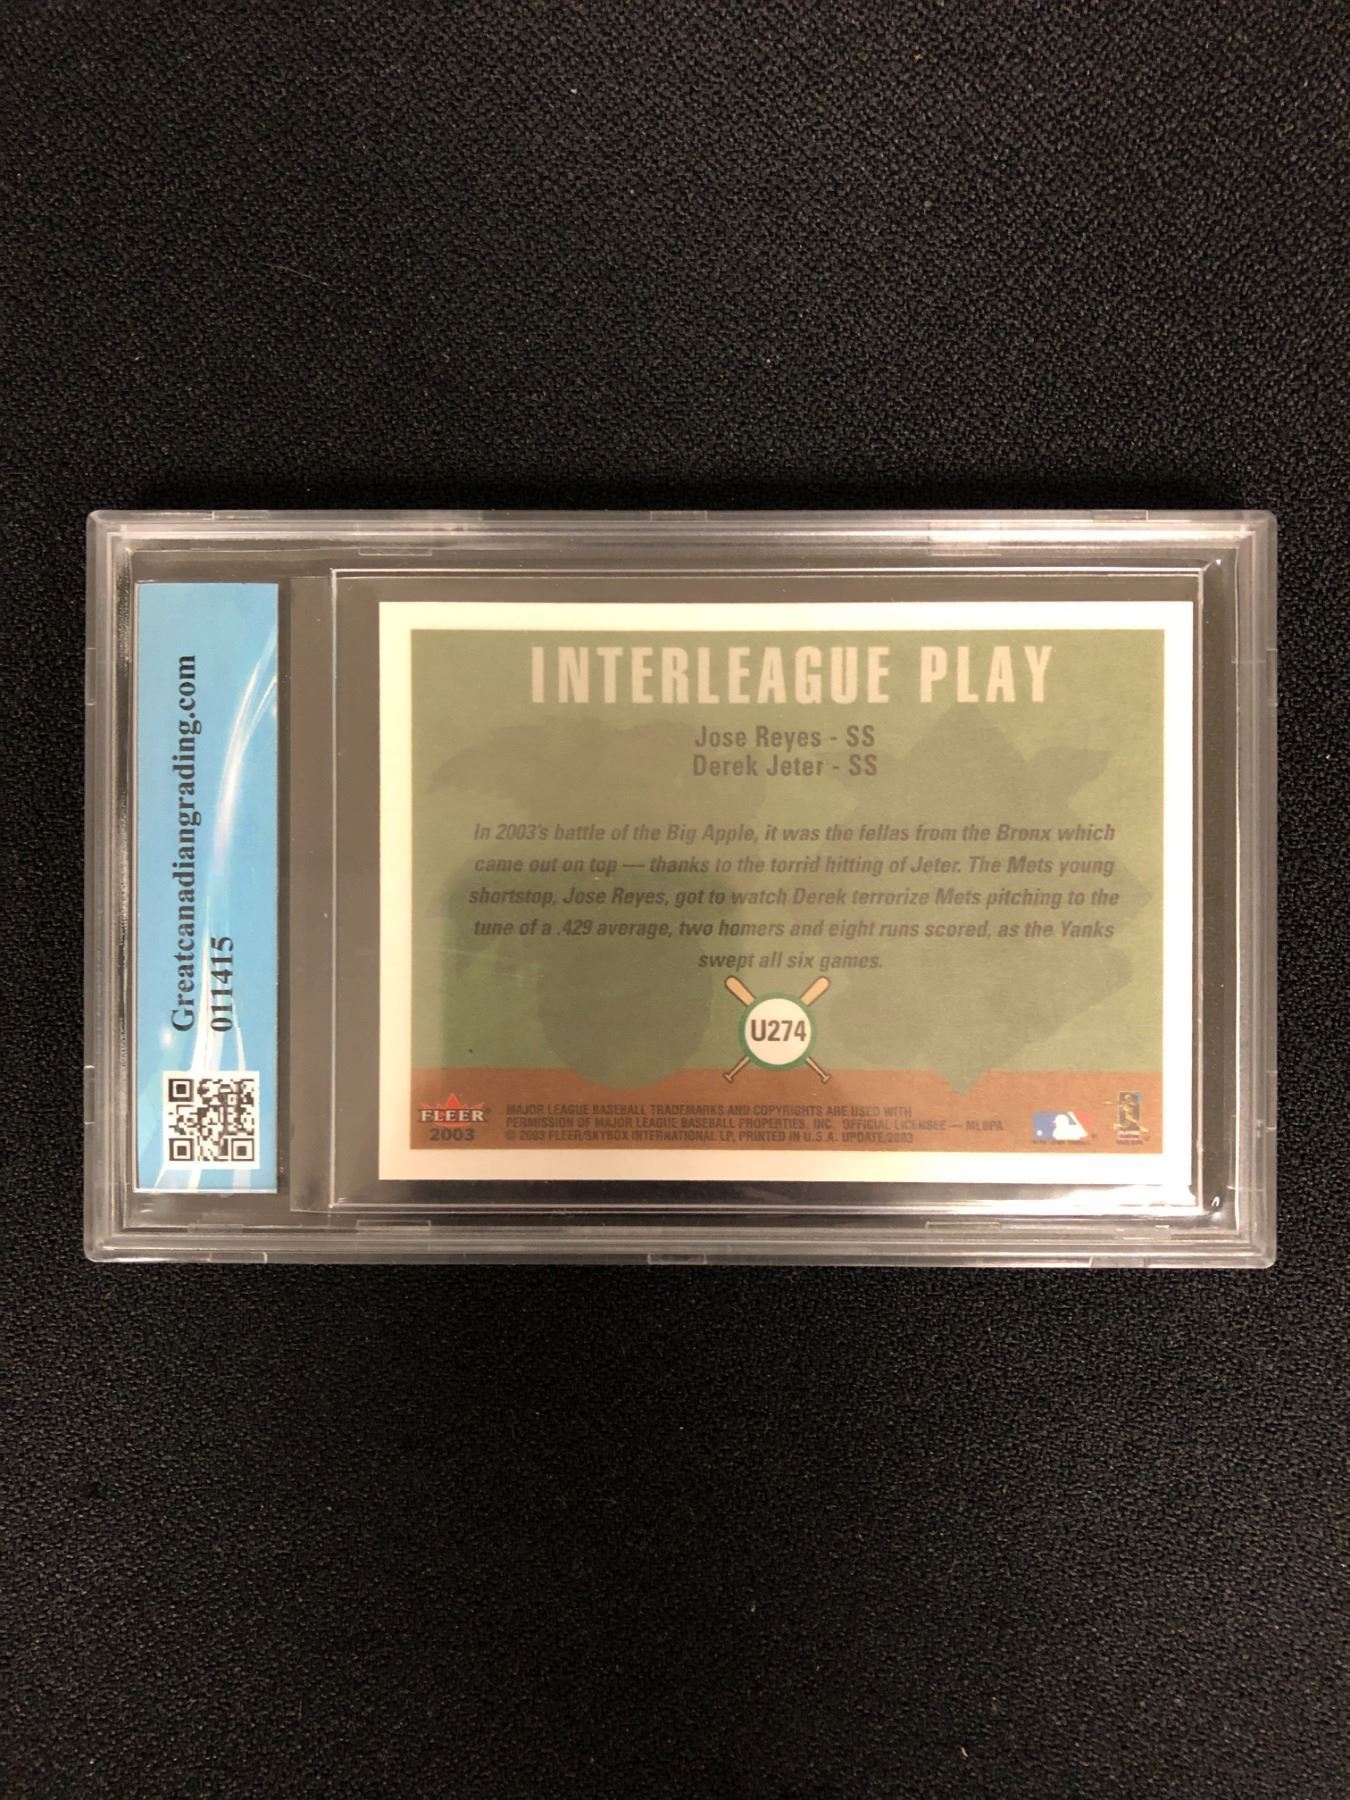 Greatcanadiangrading.com
011415
INTERLEAGUE PLAY
Jose Reyes - SS
Derek Jeter - SS
In 2003's battle of the Big Apple, it was the fellas from the Bronx which
came out on top — thanks to the torrid hitting of Jeter. The Mets young
shortstop, Jose Reyes, got to watch Derek terrorize Mets pitching to the
tune of a .429 average, two homers and eight runs scored, as the Yanks
swept all six games.
U274
FLEER
2003
MAJOR LEAGUE BASEBALL TRADEMARKS AND COPYRIGHTS ARE USED WITH
PERMISSION OF MAJOR LEAGUE BASEBALL PROPERTIES, INC. OFFICIAL LICENSEE — MLBPA
© 2003 FLEER/SKYBOX INTERNATIONAL LP, PRINTED IN U.S.A. UPDATE/2003